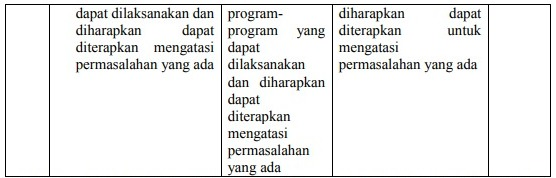 dapat dilaksanakan dan
diharapkan dapat
diterapkan mengatasi
permasalahan yang ada
program-
program yang
dapat
dilaksanakan
dan diharapkan
dapat
diterapkan
mengatasi
permasalahan
yang ada
diharapkan dapat
diterapkan untuk
mengatasi
permasalahan yang ada